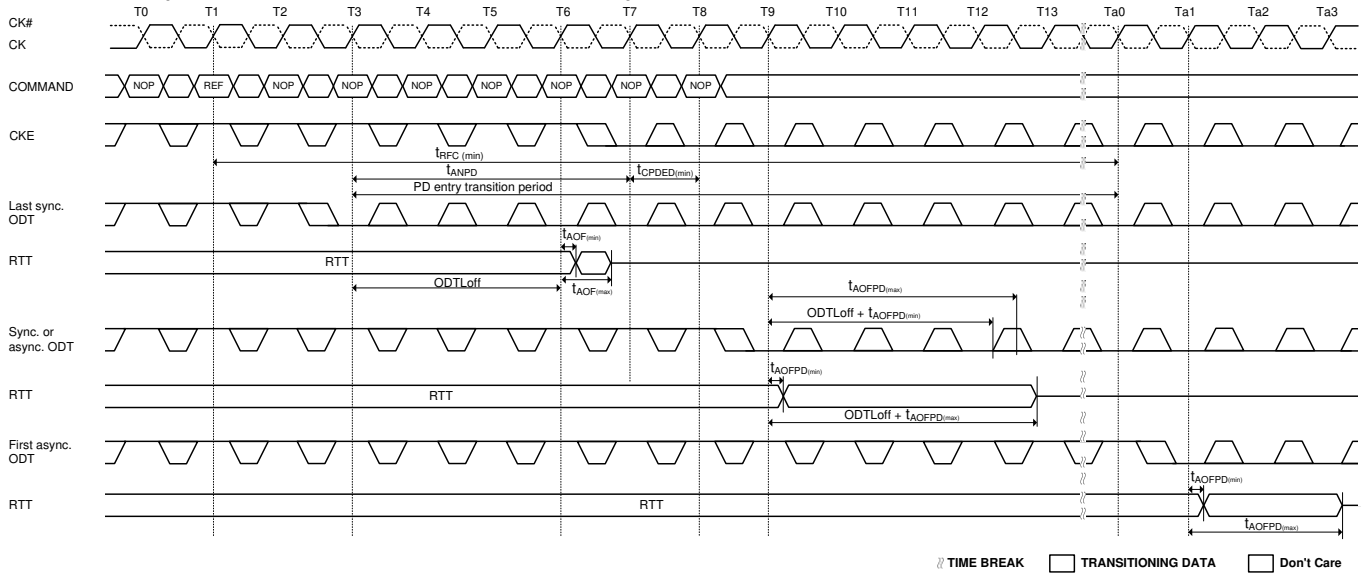 T0 T1 T2 T3 T4 T5 T6 T7 T8 T9 T10 T11 T12 T13 Ta0 Ta1 Ta2 Ta3
CK#
CK
COMMAND NOP REF NOP NOP NOP NOP NOP NOP NOP
CKE
tRFC (min)
tANPD tCPDED(min)
PD entry transition period
Last sync.
ODT
tAOF(min)
RTT RTT
ODTLoff tAOF(max)
tAOFPD(max)
ODTLoff + tAOFPD(min)
Sync. or
async. ODT
tAOFPD(min)
RTT RTT
ODTLoff + tAOFPD(max)
First async.
ODT
tAOFPD(min)
RTT RTT
tAOFPD(max)
TIME BREAK TRANSITIONING DATA Don't Care